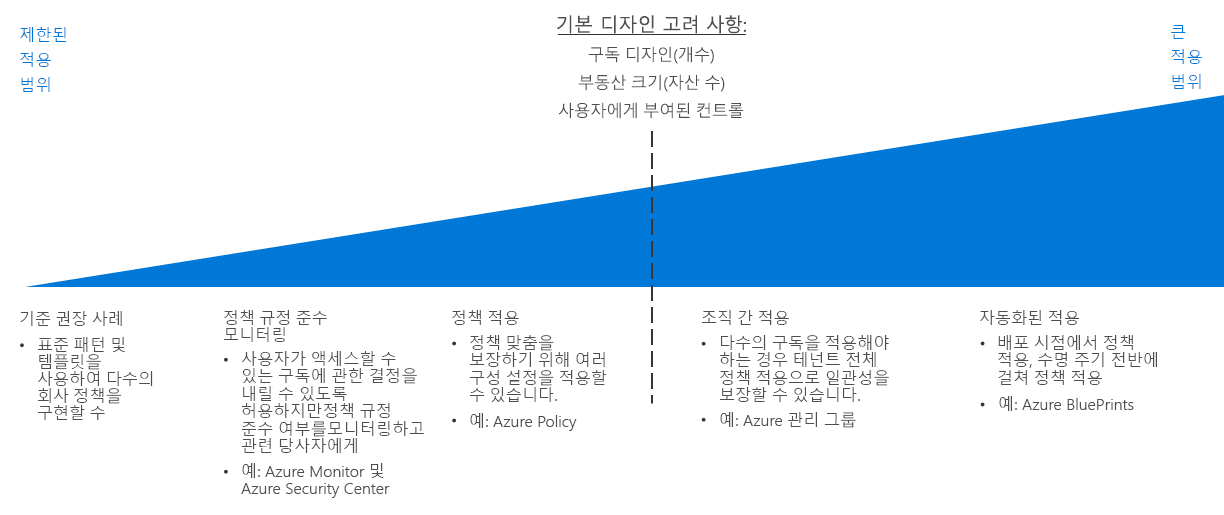 제한된
적용
범위
기본 디자인 고려 사항:
구독 디자인(개수)
부동산 크기(자산 수)
사용자에게 부여된 컨트롤
큰
적용
범위
기준 권장 사례
• 표준 패턴 및
템플릿을
사용하여 다수의
회사 정책을
구현할 수
정책 규정 준수
모니터링
• 사용자가 액세스할 수
있는 구독에 관한 결정을
내릴 수 있도록
허용하지만정책 규정
준수 여부를모니터링하고
관련 당사자에게
• 예: Azure Monitor 및
Azure Security Center
정책 적용
• 정책 맞춤을
보장하기 위해 여러
구성 설정을 적용할
수 있습니다.
• 예: Azure Policy
조직 간 적용
• 다수의 구독을 적용해야
하는 경우 테넌트 전체
정책 적용으로 일관성을
보장할 수 있습니다.
• 예: Azure 관리 그룹
자동화된 적용
• 배포 시점에서 정책
적용, 수명 주기 전반에
걸쳐 정책 적용
• 예: Azure BluePrints